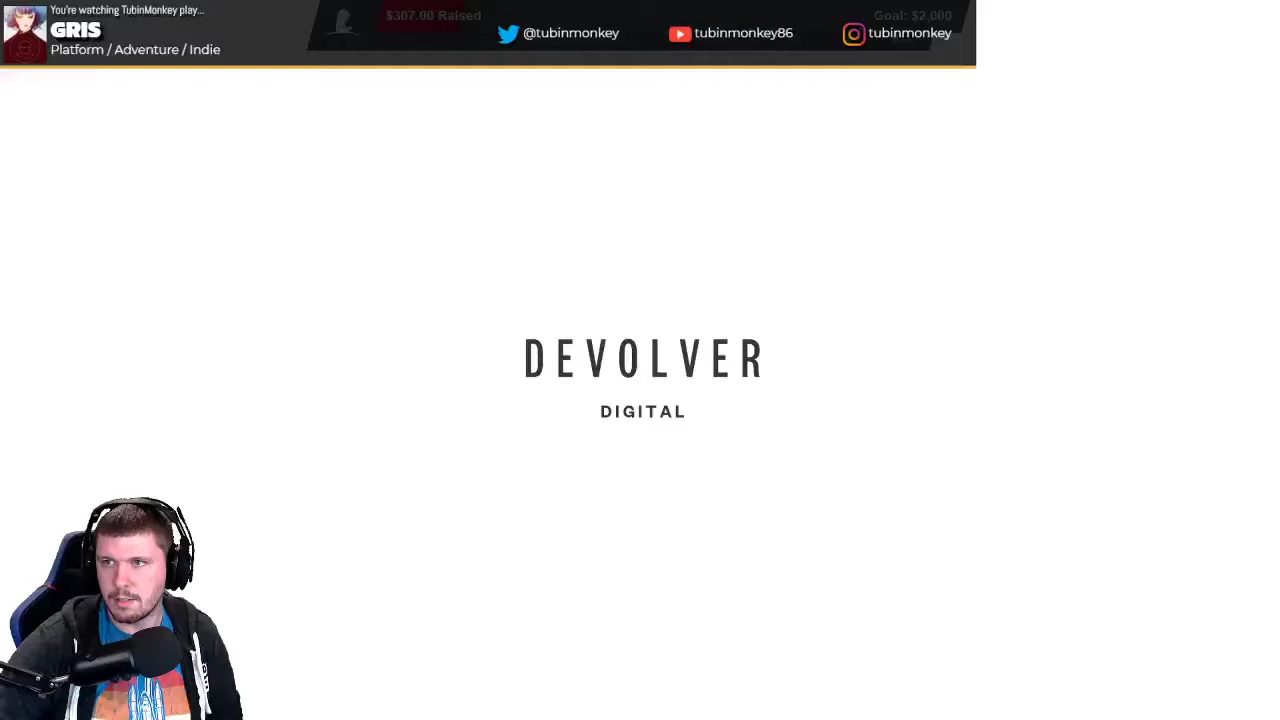 You're watching TubinMonkey play...
GRIS
Platform / Adventure / Indie
$307.00 Raised
Goal: $2,000
@tubinmonkey
tubinmonkey86
tubinmonkey
DEVOLVER
DIGITAL